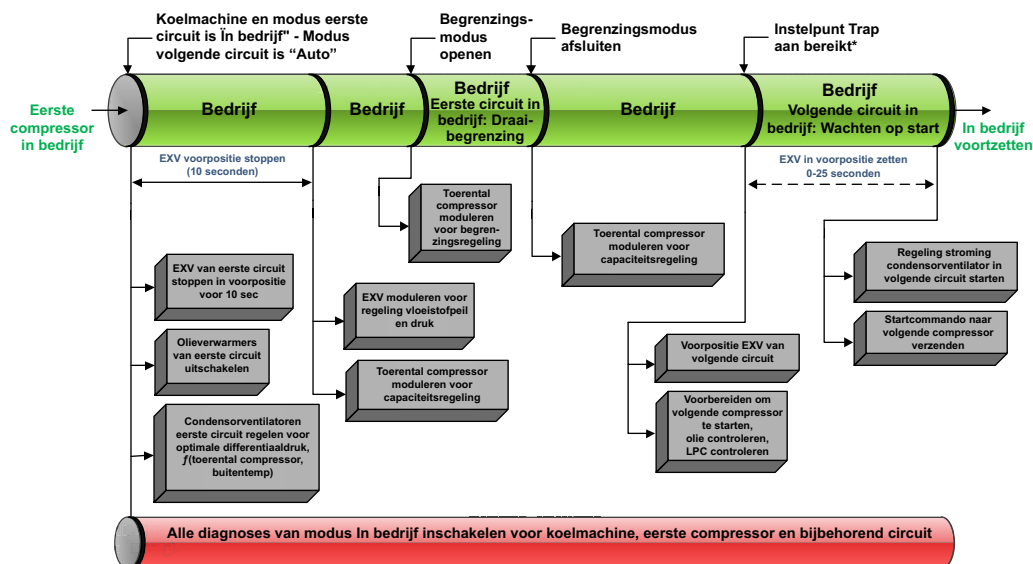 Koelmachine en modus eerste
circuit is Ïn bedrijf" - Modus
volgende circuit is “Auto”
Begrenzings-
modus
openen
Begrenzingsmodus
afsluiten
Instelpunt Trap
aan bereikt*
Eerste
compressor
in bedrijf
Bedrijf
Bedrijf
Bedrijf
Eerste circuit in
bedrijf: Draai-
begrenzing
Bedrijf
Bedrijf
Volgende circuit in
bedrijf: Wachten op start
In bedrijf
voortzetten
EXV voorpositie stoppen
(10 seconden)
EXV in voorpositie zetten
0-25 seconden
Toerental
compressor
moduleren
voor begren-
zingsregeling
Toerental compressor
moduleren voor
capaciteitsregeling
Regeling stroming
condensorventilator in
volgende circuit starten
EXV van eerste circuit
stoppen in voorpositie
voor 10 sec
EXV moduleren voor
regeling vloeistofpeil
en druk
Startcommando naar
volgende compressor
verzenden
Olieverwarmers
van eerste circuit
uitschakelen
Toerental compressor
moduleren voor
capaciteitsregeling
Voorpositie EXV van
volgende circuit
Voorbereiden om
volgende compressor
te starten,
olie controleren,
LPC controleren
Condensorventilatoren
eerste circuit regelen voor
optimale differentiaaldruk,
ƒ(toerental compressor,
buitentemp)
Alle diagnoses van modus In bedrijf inschakelen voor koelmachine, eerste compressor en bijbehorend circuit